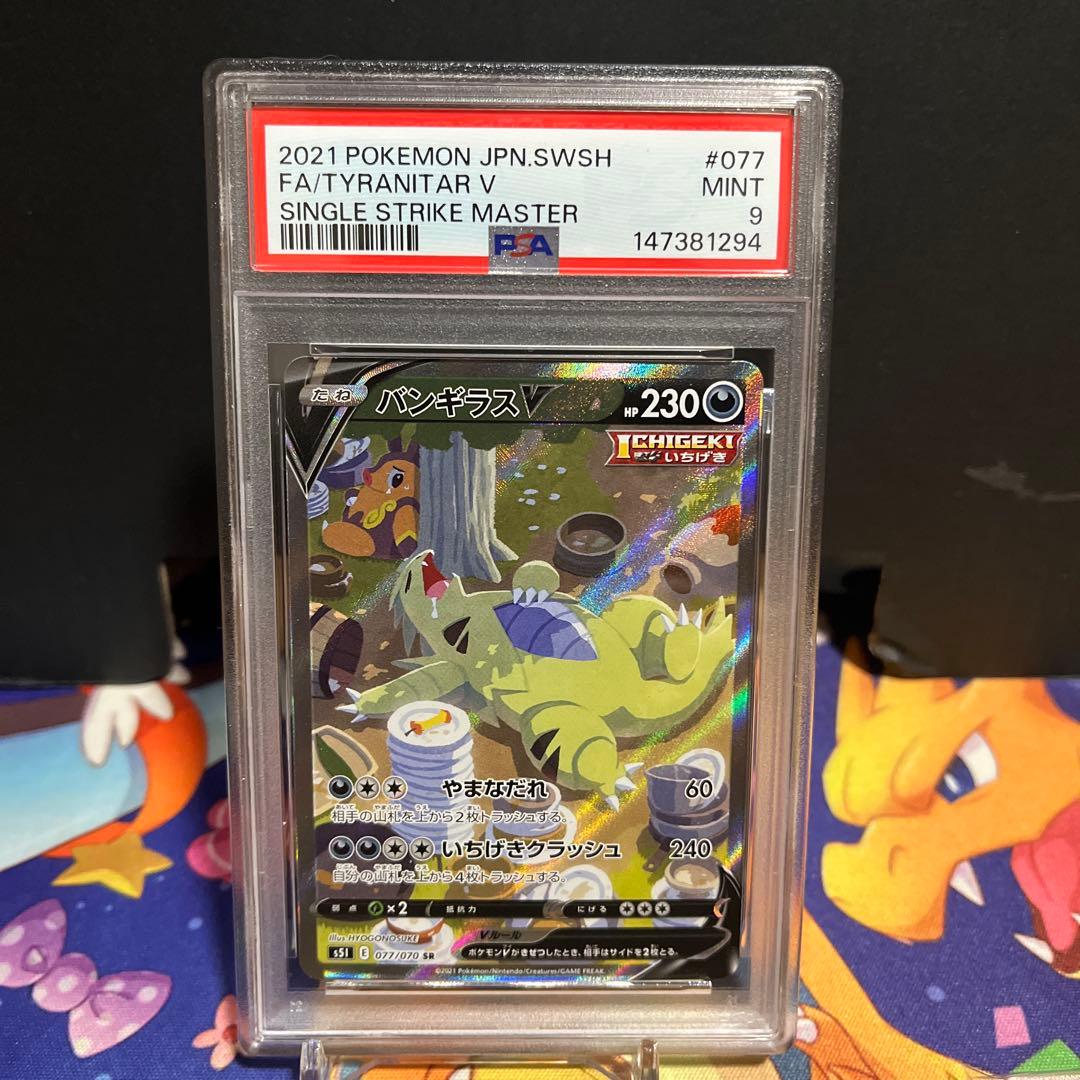 2021 POKEMON JPN.SWSH #077
FA/TYRANITAR V MINT
SINGLE STRIKE MASTER 9
PSA 147381294
たね バンギラスV HP 230
ICHIGEKI
いちげき
やまなだれ 60
相手の山札を上から2枚トラッシュする。
いちげきクラッシュ 240
自分の山札を上から4枚トラッシュする。
弱点 ×2 抵抗力 にげる
Illus. HYOGONOSUKE
Vルール
s5I E 077/070 SR ポケモンVがきぜつしたとき、相手はサイドを2枚とる。
©2021 Pokémon/Nintendo/Creatures/GAME FREAK.